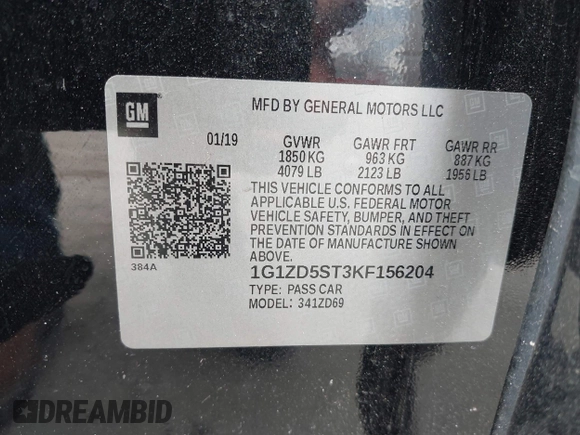 GM
MFD BY GENERAL MOTORS LLC
01/19 GVWR GAWR FRT GAWR RR
1850 KG 963 KG 887 KG
4079 LB 2123 LB 1956 LB
THIS VEHICLE CONFORMS TO ALL
APPLICABLE U.S. FEDERAL MOTOR
VEHICLE SAFETY, BUMPER, AND THEFT
PREVENTION STANDARDS IN EFFECT ON
THE DATE OF MANUFACTURE SHOWN
ABOVE.
384A
1G1ZD5ST3KF156204
TYPE: PASS CAR
MODEL: 341ZD69
DREAMBID